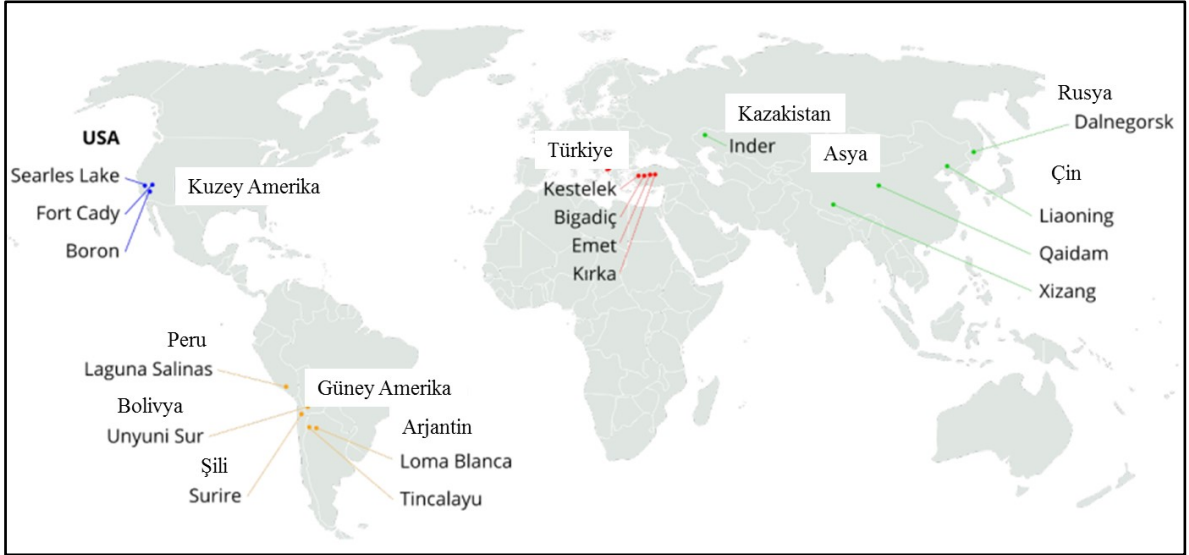 USA
Searles Lake
Fort Cady
Boron
Kuzey Amerika
Peru
Laguna Salinas
Bolivya
Unyuni Sur
Şili
Surire
Güney Amerika
Arjantin
Loma Blanca
Tincalayu
Türkiye
Kestelek
Bigadiç
Emet
Kırka
Kazakistan
Inder
Asya
Rusya
Dalnegorsk
Çin
Liaoning
Qaidam
Xizang